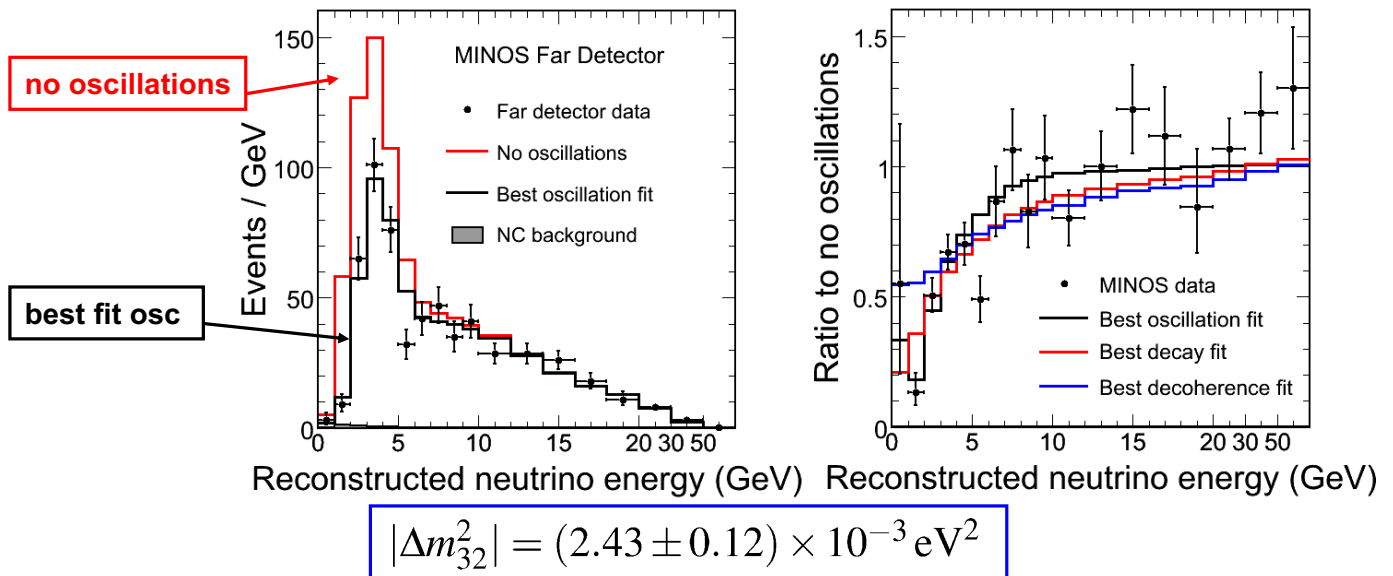 no oscillations
best fit osc
Events / GeV
150
100
50
0
MINOS Far Detector
Far detector data
No oscillations
Best oscillation fit
NC background
0 5 10 15 20 30 50
Reconstructed neutrino energy (GeV)
Ratio to no oscillations
1.5
1
0.5
0
MINOS data
Best oscillation fit
Best decay fit
Best decoherence fit
0 5 10 15 20 30 50
Reconstructed neutrino energy (GeV)
|Δm²₃₂| = (2.43 ± 0.12) × 10⁻³ eV²